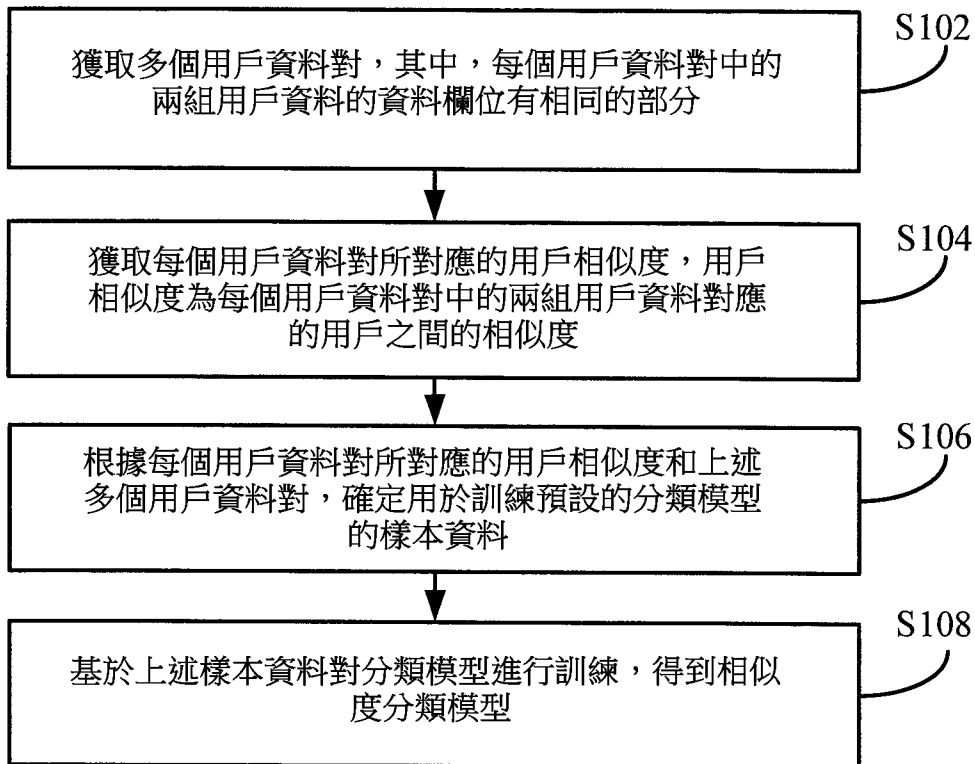 S102
獲取多個用戶資料對，其中，每個用戶資料對中的
兩組用戶資料的資料欄位有相同的部分
S104
獲取每個用戶資料對所對應的用戶相似度，用戶
相似度為每個用戶資料對中的兩組用戶資料對應
的用戶之間的相似度
S106
根據每個用戶資料對所對應的用戶相似度和上述
多個用戶資料對，確定用於訓練預設的分類模型
的樣本資料
S108
基於上述樣本資料對分類模型進行訓練，得到相似
度分類模型